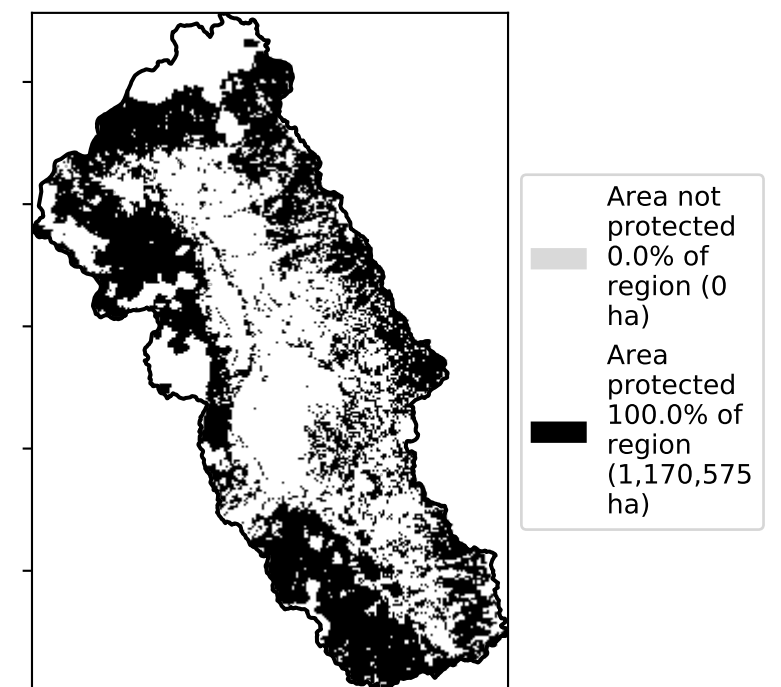 Area not
protected
0.0% of
region (0
ha)
Area
protected
100.0% of
region
(1,170,575
ha)